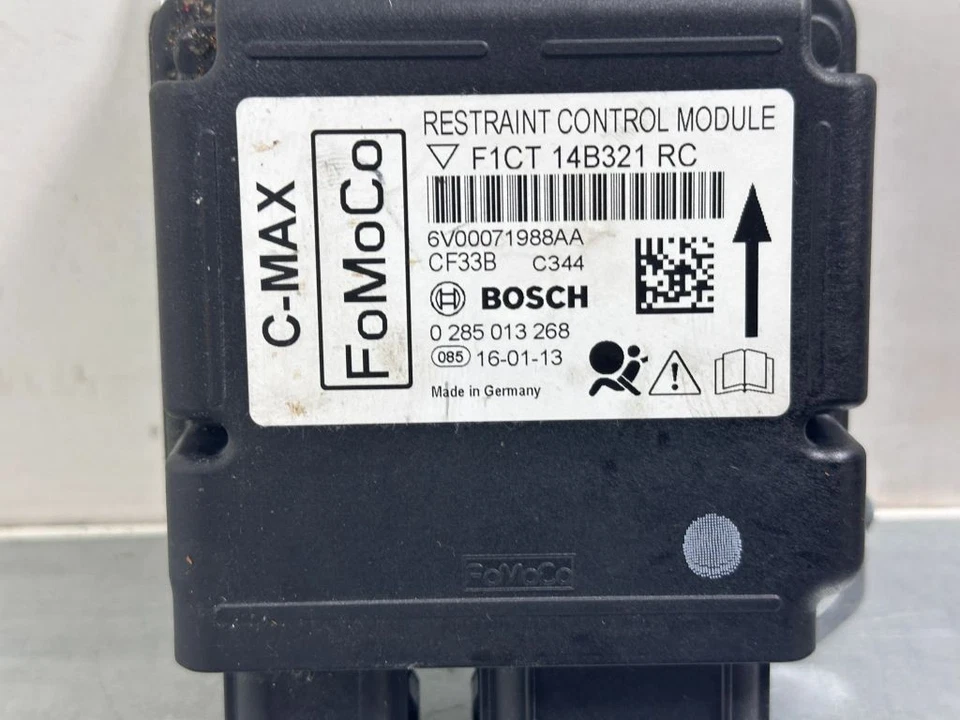 RESTRAINT CONTROL MODULE
F1CT 14B321 RC
6V00071988AA
CF33B C344
BOSCH
0 285 013 268
085 16-01-13
Made in Germany
C-MAX
FoMoCo
FoMoCo